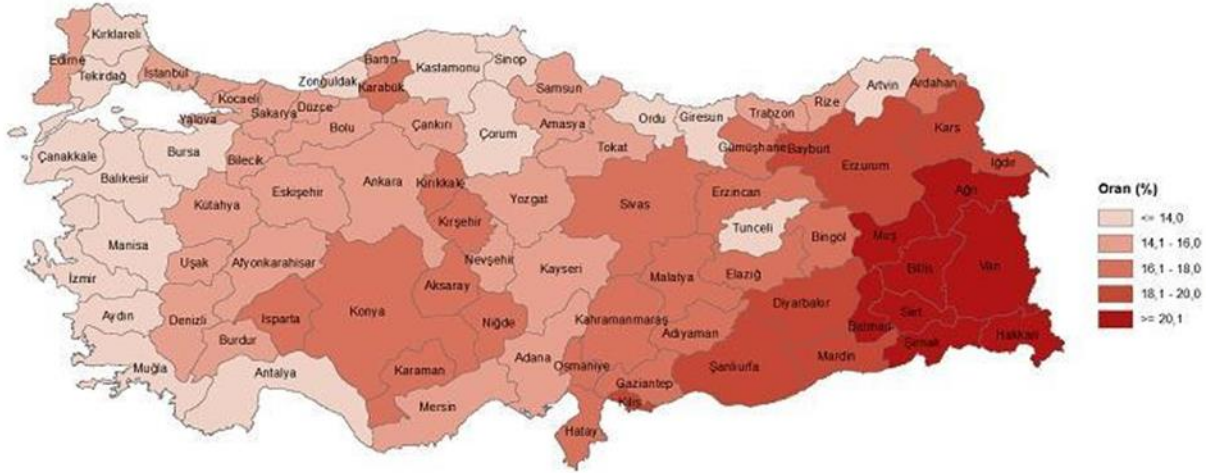 Kırklareli
Edirne
Tekirdağ
İstanbul
Kocaeli
Yalova
Sakarya
Düzce
Zonguldak
Bartın
Karabük
Kastamonu
Sinop
Samsun
Çankırı
Çorum
Amasya
Tokat
Ordu
Giresun
Trabzon
Rize
Artvin
Ardahan
Gümüşhane
Bayburt
Erzurum
Kars
Iğdır
Ağrı
Çanakkale
Balıkesir
Bursa
Bilecik
Bolu
Eskişehir
Kütahya
Ankara
Kırıkkale
Kırşehir
Yozgat
Sivas
Erzincan
Tunceli
Bingöl
Muş
Bitlis
Van
Manisa
İzmir
Uşak
Afyonkarahisar
Aydın
Denizli
Isparta
Burdur
Konya
Aksaray
Nevşehir
Niğde
Kayseri
Malatya
Elazığ
Diyarbakır
Batman
Siirt
Şırnak
Hakkari
Muğla
Antalya
Karaman
Mersin
Adana
Kahramanmaraş
Osmaniye
Adıyaman
Gaziantep
Kilis
Hatay
Şanlıurfa
Mardin
Oran (%)
<= 14,0
14,1 - 16,0
16,1 - 18,0
18,1 - 20,0
>= 20,1